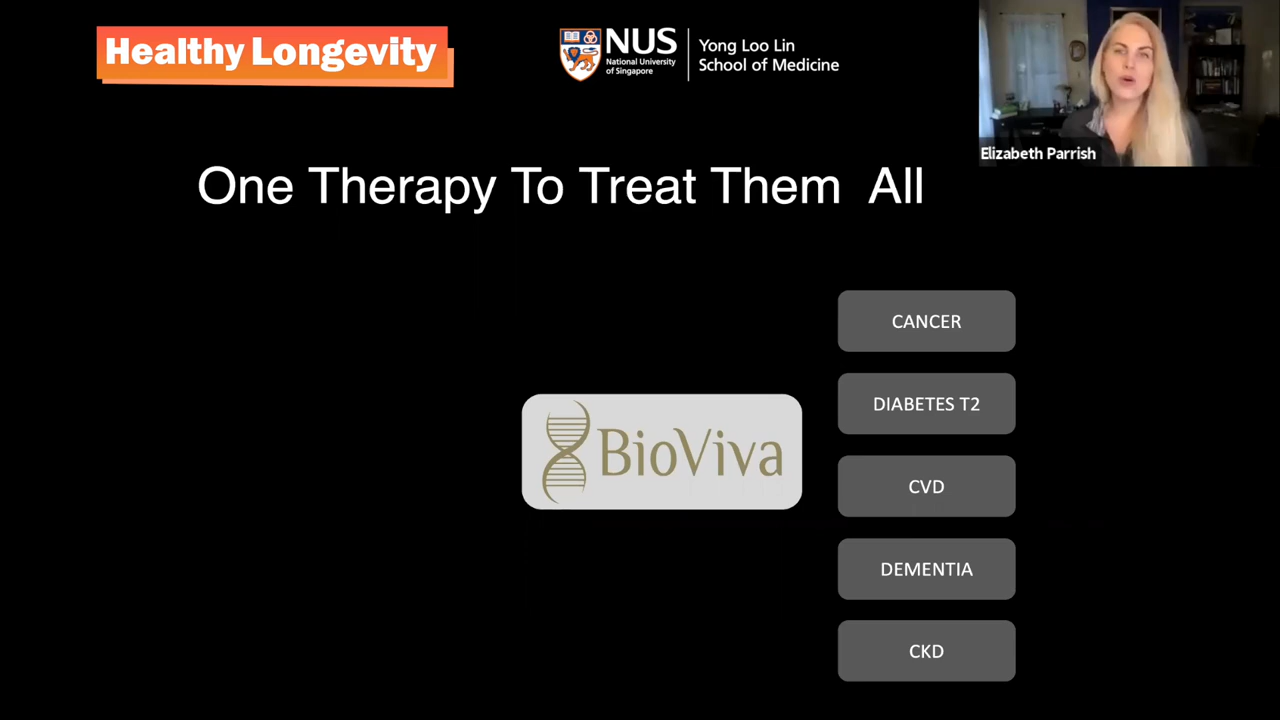 Healthy Longevity
NUS
National University
of Singapore
Yong Loo Lin
School of Medicine
Elizabeth Parrish
One Therapy To Treat Them  All
CANCER
DIABETES T2
BioViva
CVD
DEMENTIA
CKD